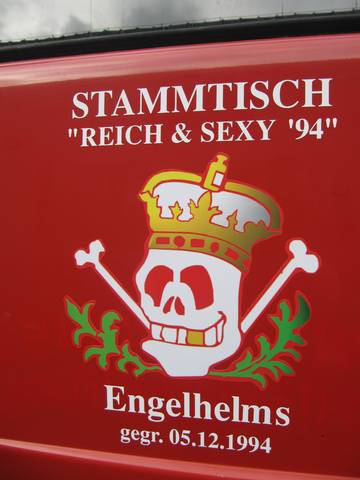 STAMMTISCH
"REICH & SEXY '94"
Engelhelms
gegr. 05.12.1994